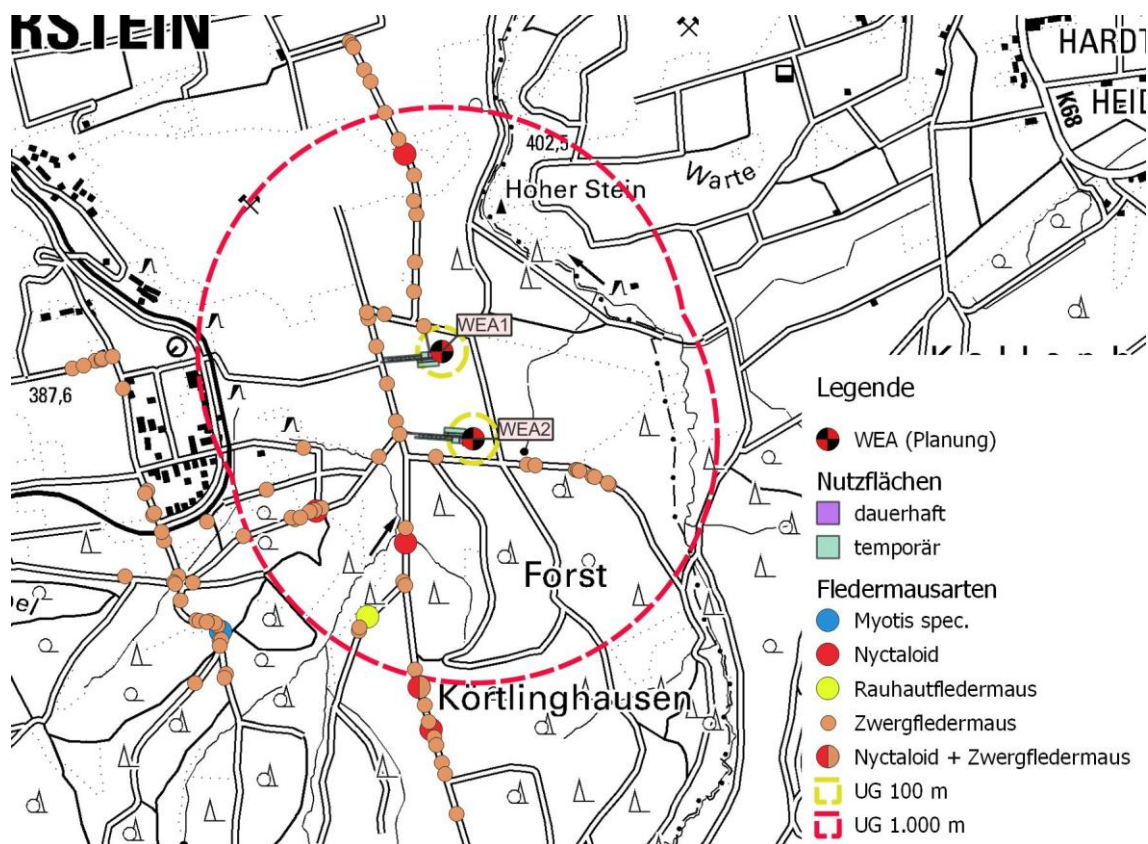 RSTEIN
HARDT
HEID
K68
402,5
Warte
Hoher Stein
WEA1
387,6
WEA2
Forst
Körtlinghausen
Legende
WEA (Planung)
Nutzflächen
dauerhaft
temporär
Fledermausarten
Myotis spec.
Nyctaloid
Rauhautfledermaus
Zwergfledermaus
Nyctaloid + Zwergfledermaus
UG 100 m
UG 1.000 m